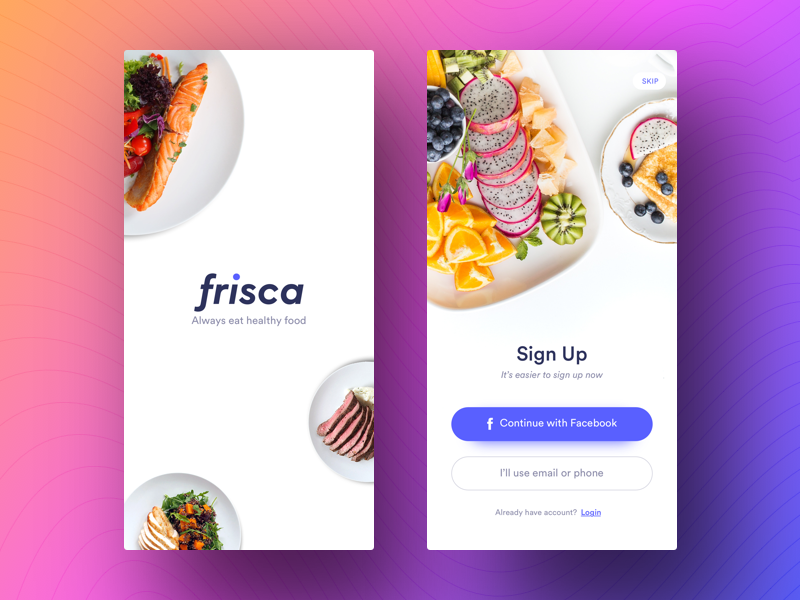 frisca
Always eat healthy food
SKIP
Sign Up
It's easier to sign up now
Continue with Facebook
I'll use email or phone
Already have account? Login